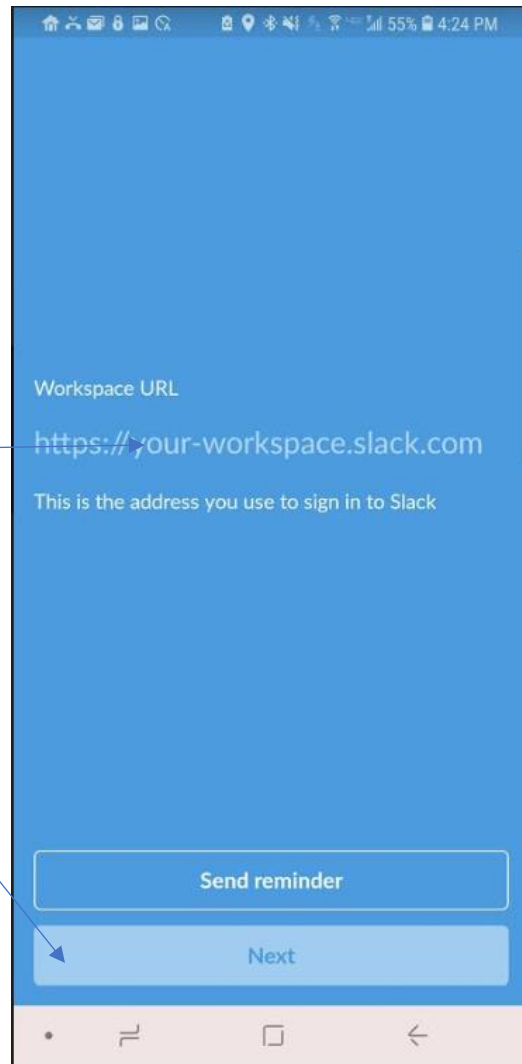 55% 4:24 PM
Workspace URL
https://your-workspace.slack.com
This is the address you use to sign in to Slack
Send reminder
Next